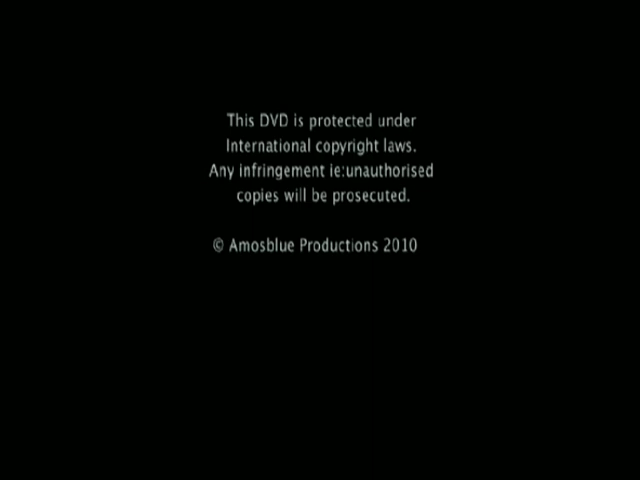 This DVD is protected under
International copyright laws.
Any infringement ie:unauthorised
copies will be prosecuted.
© Amosblue Productions 2010